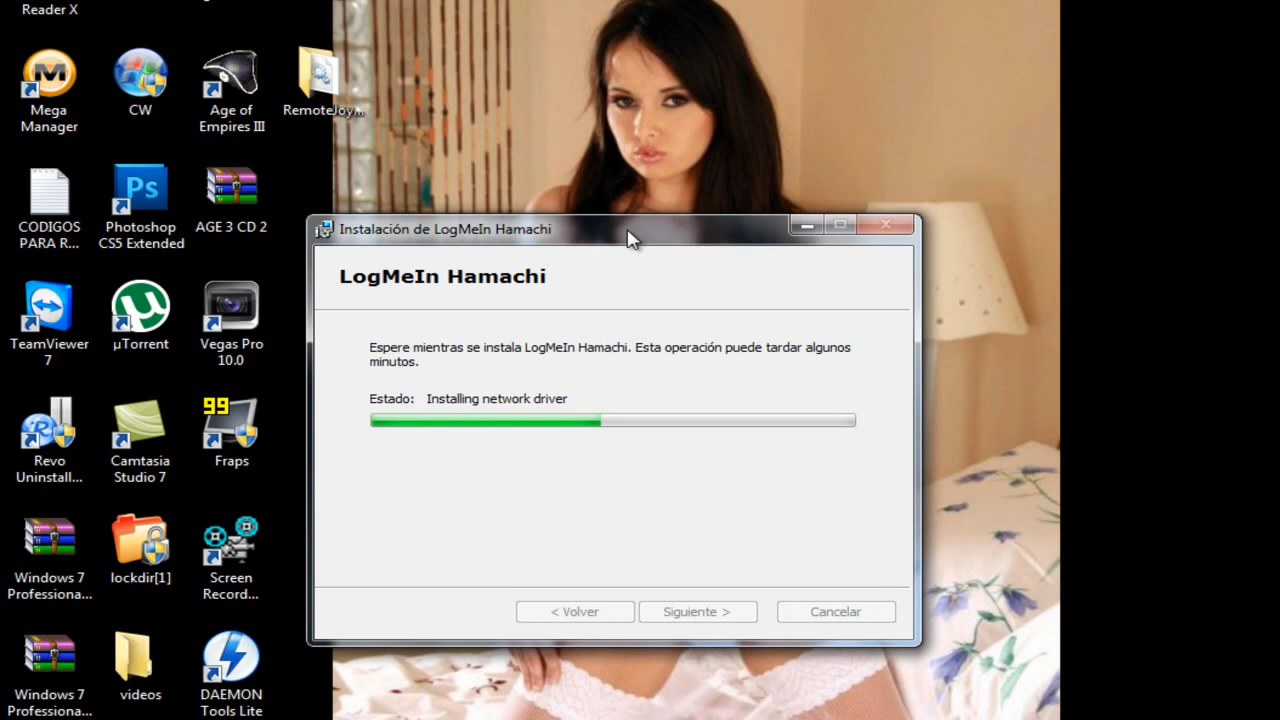 Reader X
Mega
Manager
CW
Age of
Empires III
RemoteJoy...
CODIGOS
PARA R...
Ps
Photoshop
CS5 Extended
AGE 3 CD 2
TeamViewer
7
µTorrent
Vegas Pro
10.0
99
Revo
Uninstall...
Camtasia
Studio 7
Fraps
Windows 7
Professiona...
lockdir[1]
Screen
Record...
Windows 7
Professiona...
videos
DAEMON
Tools Lite
Instalación de LogMeIn Hamachi
LogMeIn Hamachi
Espere mientras se instala LogMeIn Hamachi. Esta operación puede tardar algunos
minutos.
Estado: Installing network driver
< Volver
Siguiente >
Cancelar